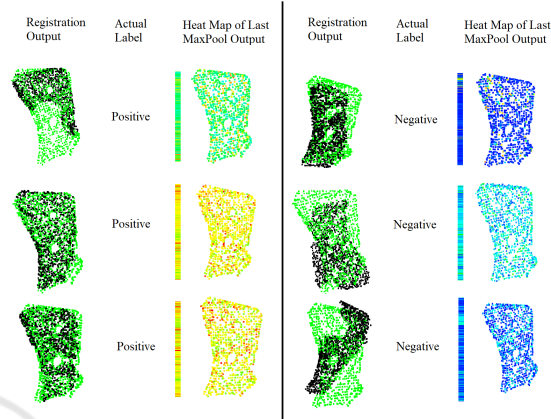 Registration Output
Actual Label
Heat Map of Last MaxPool Output
Positive
Positive
Positive
Registration Output
Actual Label
Heat Map of Last MaxPool Output
Negative
Negative
Negative